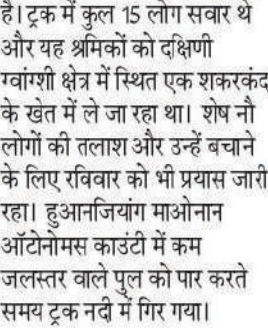 है। ट्रक में कुल 15 लोग सवार थे
और यह श्रमिकों को दक्षिणी
ग्वांग्शी क्षेत्र में स्थित एक शकरकंद
के खेत में ले जा रहा था। शेष नौ
लोगों की तलाश और उन्हें बचाने
के लिए रविवार को भी प्रयास जारी
रहा। हुआनजियांग माओनान
ऑटोनोमस काउंटी में कम
जलस्तर वाले पुल को पार करते
समय ट्रक नदी में गिर गया।